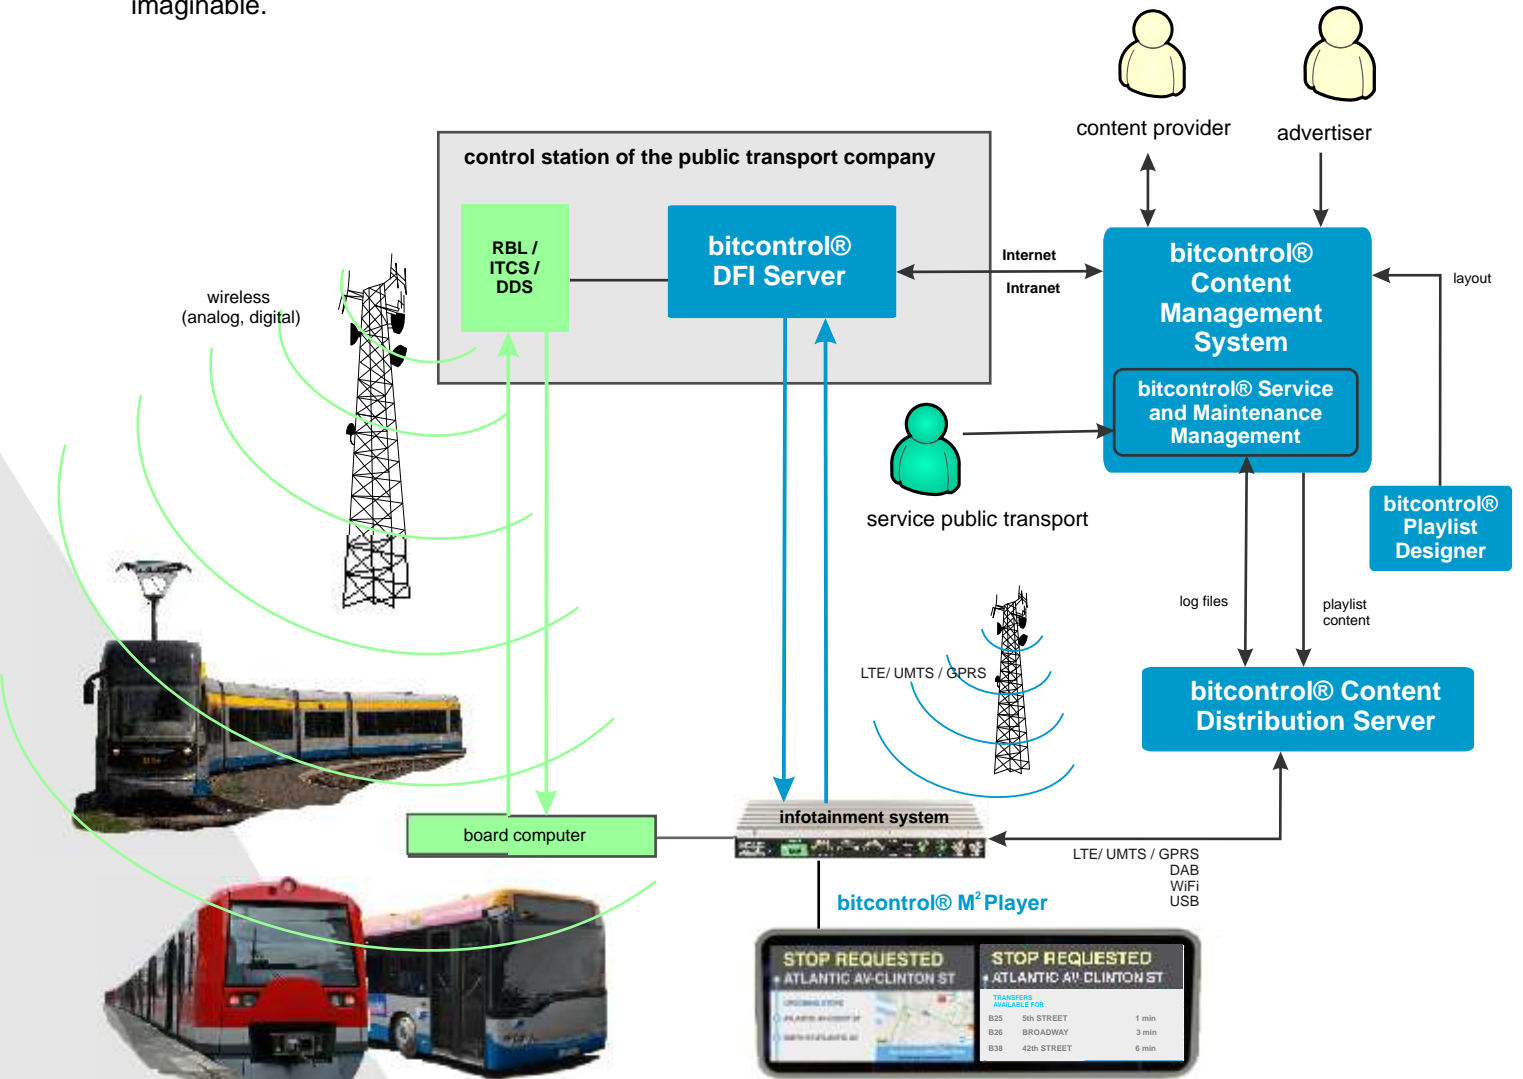 imaginable.
content provider
advertiser
control station of the public transport company
RBL /
ITCS /
DDS
bitcontrol®
DFI Server
Internet
Intranet
bitcontrol®
Content
Management
System
layout
wireless
(analog, digital)
bitcontrol® Service
and Maintenance
Management
bitcontrol®
Playlist
Designer
service public transport
log files
playlist
content
LTE/ UMTS / GPRS
bitcontrol® Content
Distribution Server
infotainment system
board computer
LTE/ UMTS / GPRS
DAB
WiFi
USB
bitcontrol® M² Player
STOP REQUESTED
• ATLANTIC AV-CLINTON ST
UPCOMING STOPS
STOP REQUESTED
• ATLANTIC AV-CLINTON ST
TRANSFERS
AVAILABLE FOR
B25 5th STREET 1 min
B26 BROADWAY 3 min
B38 42th STREET 6 min